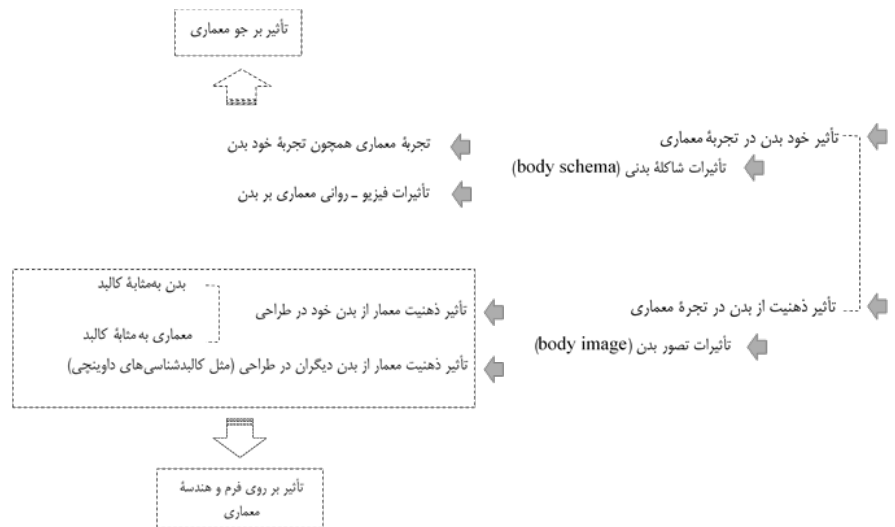 تأثیر بر جو معماری
تأثیر خود بدن در تجربهٔ معماری
تأثیرات شاکلهٔ بدنی (body schema)
تجربهٔ معماری همچون تجربهٔ خود بدن
تأثیرات فیزیو ـ روانی معماری بر بدن
تأثیر ذهنیت از بدن در تجرهٔ معماری
تأثیرات تصور بدن (body image)
تأثیر ذهنیت معمار از بدن خود در طراحی
بدن به‌مثابهٔ کالبد
معماری به‌مثابهٔ کالبد
تأثیر ذهنیت معمار از بدن دیگران در طراحی (مثل کالبدشناسی‌های داوینچی)
تأثیر بر روی فرم و هندسهٔ
معماری